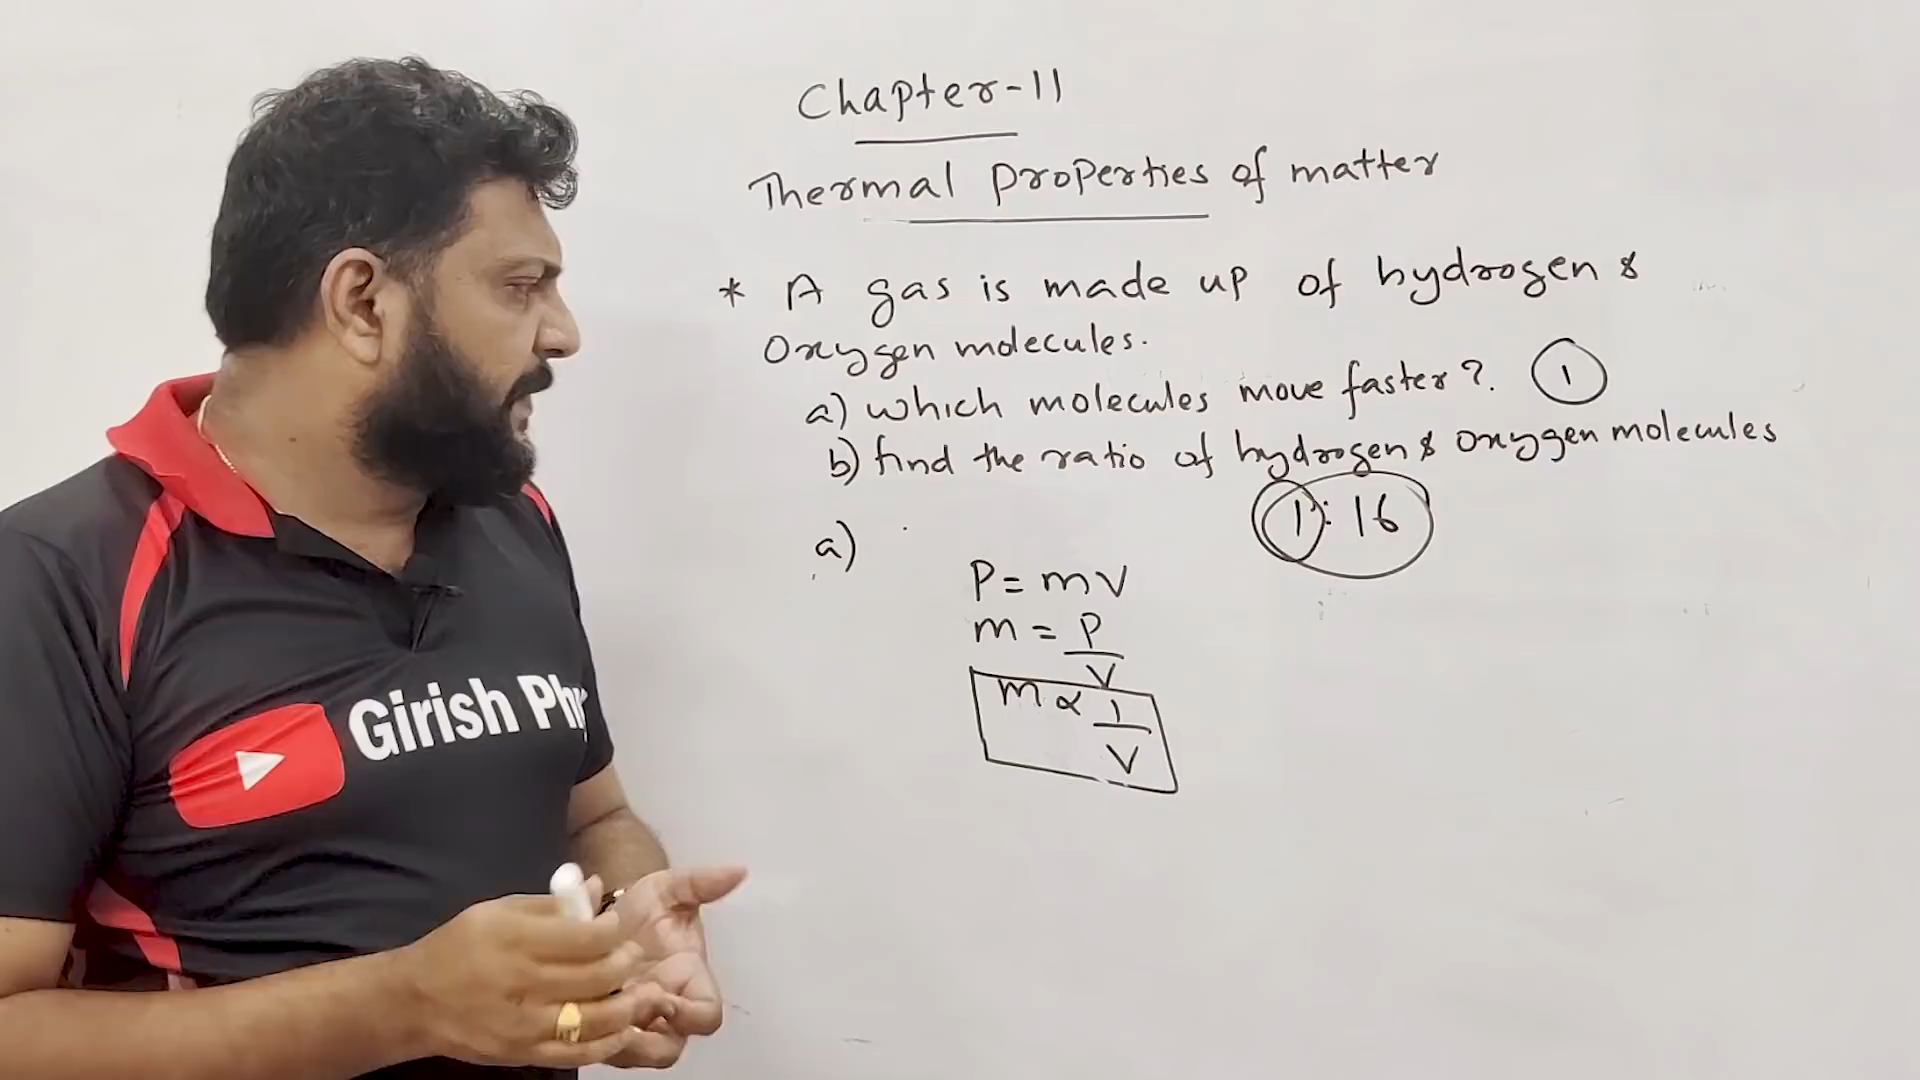 Chapter-11
Thermal properties of matter
* A gas is made up of hydrogen &
Oxygen molecules.
a) which molecules move faster?. 1
b) find the ratio of hydrogen & oxygen molecules
1:16
a)
P = mV
m = P/V
m ∝ 1/V
Girish Ph